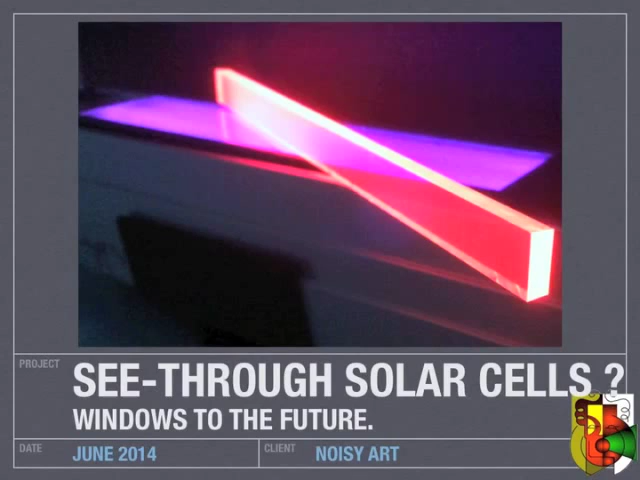 PROJECT
SEE-THROUGH SOLAR CELLS ?
WINDOWS TO THE FUTURE.
DATE
JUNE 2014
CLIENT
NOISY ART